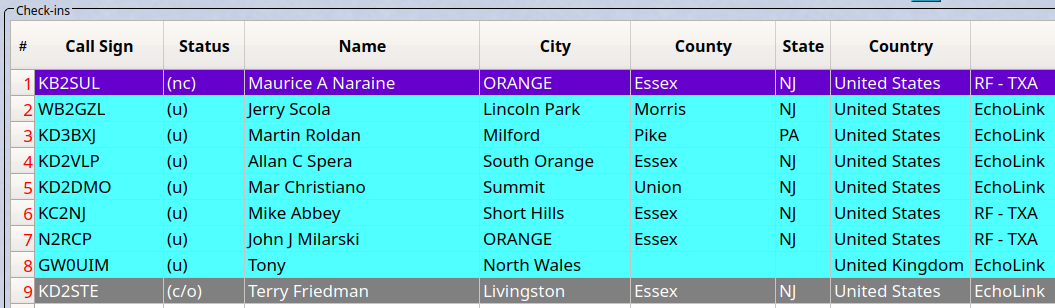 Check-ins
# Call Sign Status Name City County State Country
1 KB2SUL (nc) Maurice A Naraine ORANGE Essex NJ United States RF - TXA
2 WB2GZL (u) Jerry Scola Lincoln Park Morris NJ United States EchoLink
3 KD3BXJ (u) Martin Roldan Milford Pike PA United States EchoLink
4 KD2VLP (u) Allan C Spera South Orange Essex NJ United States EchoLink
5 KD2DMO (u) Mar Christiano Summit Union NJ United States EchoLink
6 KC2NJ (u) Mike Abbey Short Hills Essex NJ United States RF - TXA
7 N2RCP (u) John J Milarski ORANGE Essex NJ United States RF - TXA
8 GW0UIM (u) Tony North Wales United Kingdom EchoLink
9 KD2STE (c/o) Terry Friedman Livingston Essex NJ United States EchoLink